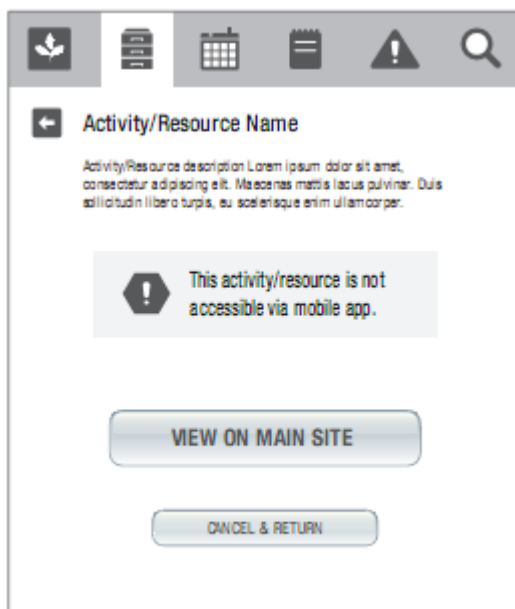 Activity/Resource Name
Activity/Resource description Lorem ipsum dolor sit amet,
consectetur adipiscing elit. Maecenas mattis lacus pulvinar. Duis
sollicitudin libero turpis, eu scelerisque enim ullamcorper.
This activity/resource is not
accessible via mobile app.
VIEW ON MAIN SITE
CANCEL & RETURN